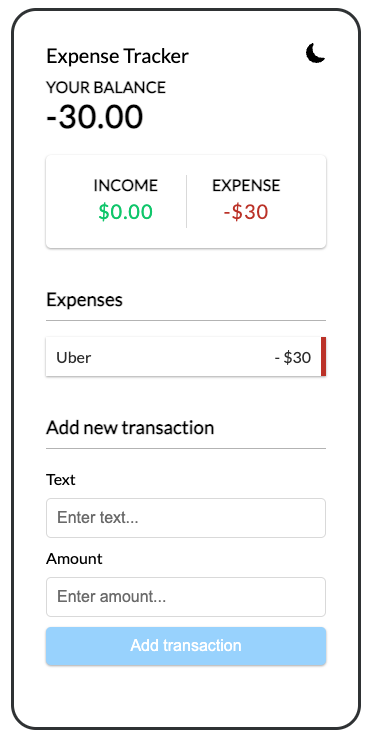 Expense Tracker
YOUR BALANCE
-30.00
INCOME EXPENSE
$0.00 -$30
Expenses
Uber - $30
Add new transaction
Text
Enter text...
Amount
Enter amount...
Add transaction